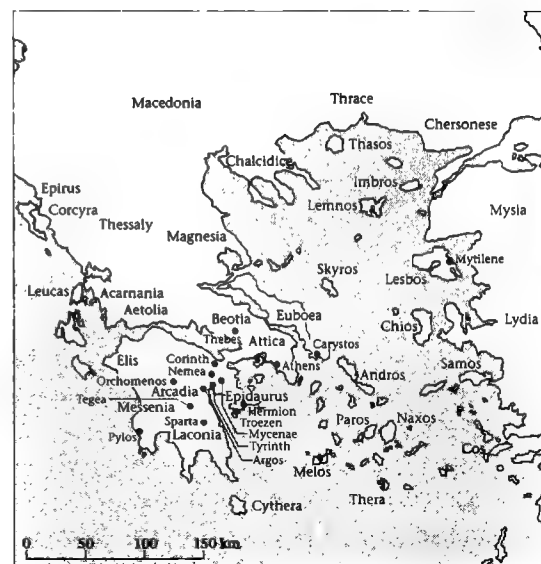 Macedonia
Thrace
Chersonese
Thasos
Chalcidice
Imbros
Epirus
Corcyra
Lemnos
Mysia
Thessaly
Magnesia
Mytilene
Skyros
Lesbos
Leucas
Acarnania
Aetolia
Beotia
Euboea
Chios
Lydia
Thebes
Attica
Carystos
Elis
Corinth
Athens
Samos
Nemea
Andros
Orchomenos
Arcadia
Epidaurus
Tegea
Messenia
Hermion
Paros
Naxos
Sparta
Troezen
Pylos
Laconia
Mycenae
Tyrinth
Cos
Argos
Melos
Thera
Cythera
0 50 100 150 km